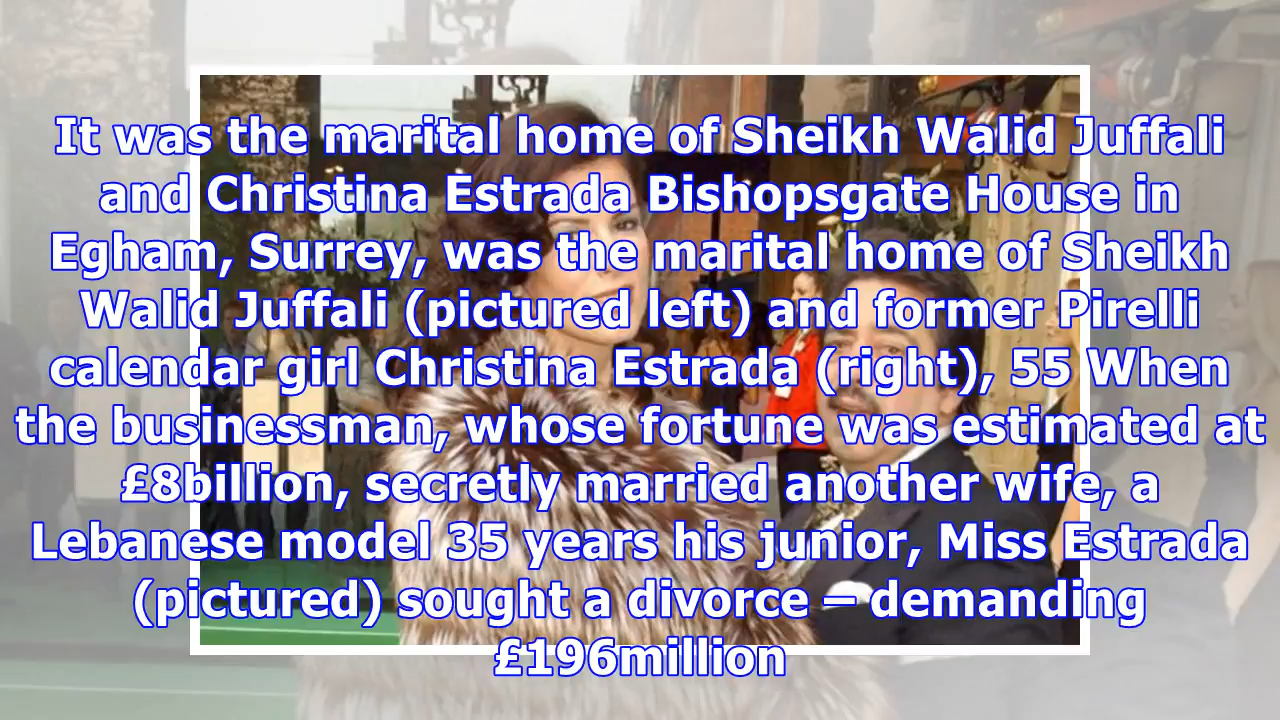 It was the marital home of Sheikh Walid Juffali
and Christina Estrada Bishopsgate House in
Egham, Surrey, was the marital home of Sheikh
Walid Juffali (pictured left) and former Pirelli
calendar girl Christina Estrada (right), 55 When
the businessman, whose fortune was estimated at
£8billion, secretly married another wife, a
Lebanese model 35 years his junior, Miss Estrada
(pictured) sought a divorce – demanding
£196million